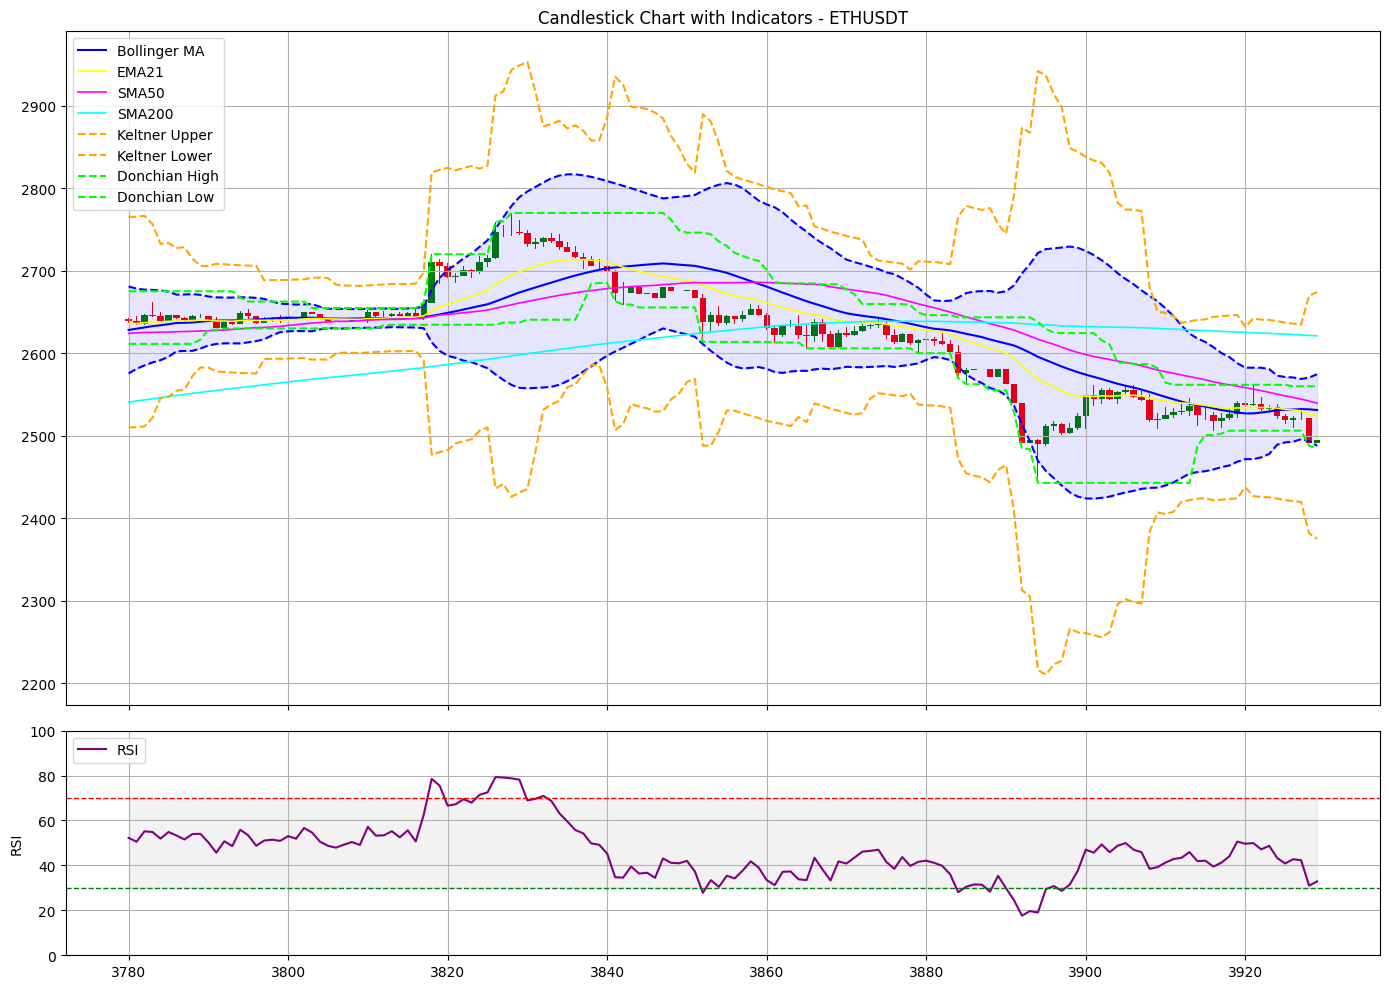 Candlestick Chart with Indicators - ETHUSDT
Bollinger MA
EMA21
SMA50
SMA200
Keltner Upper
Keltner Lower
Donchian High
Donchian Low
2900
2800
2700
2600
2500
2400
2300
2200
RSI
100
80
60
40
20
0
RSI
3780
3800
3820
3840
3860
3880
3900
3920